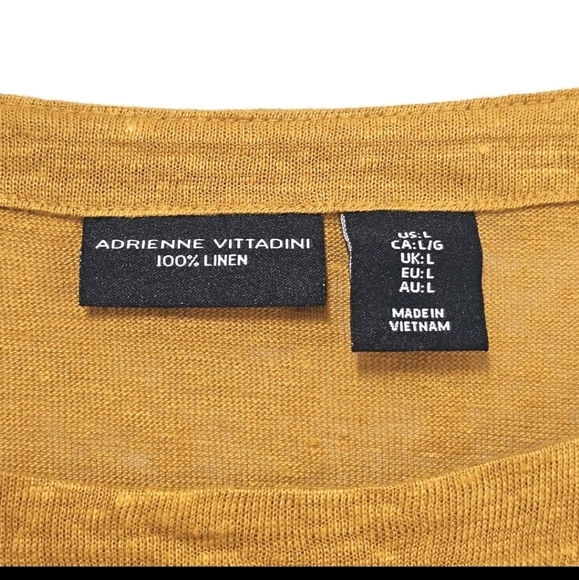 ADRIENNE VITTADINI
100% LINEN
US: L
CA: L/G
UK: L
EU: L
AU: L
MADE IN
VIETNAM